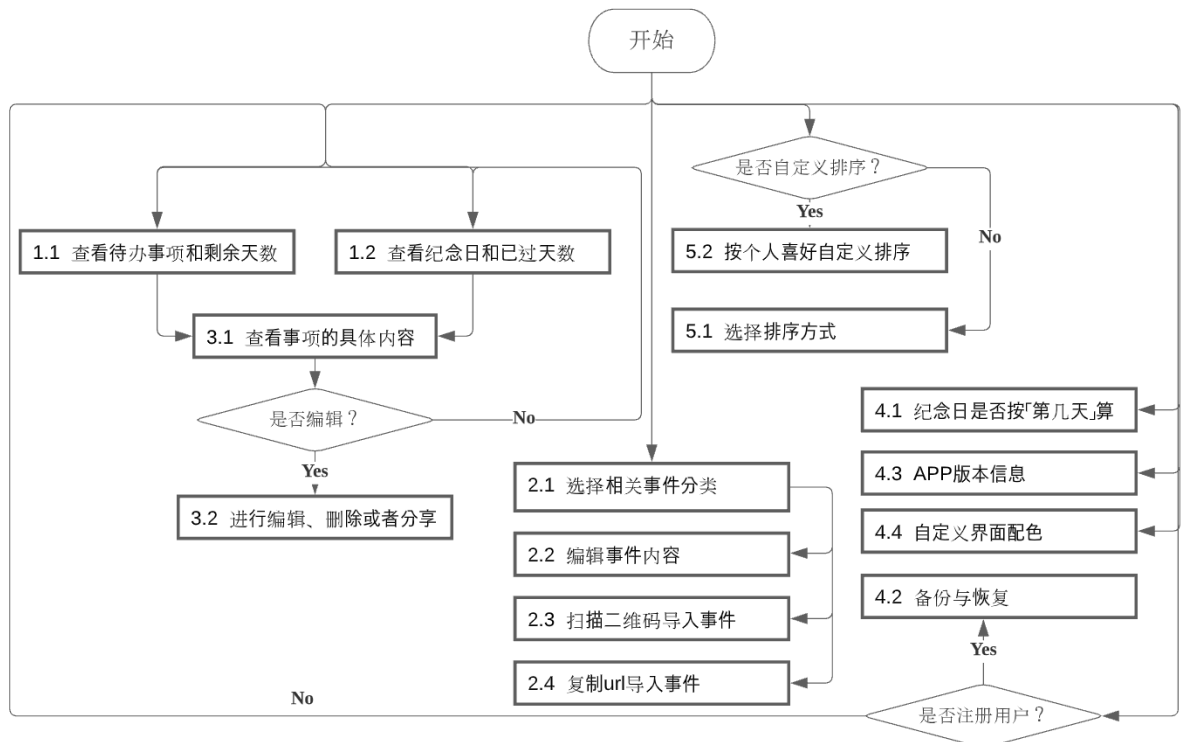 开始
是否自定义排序？
Yes
No
5.2 按个人喜好自定义排序
5.1 选择排序方式
1.1 查看待办事项和剩余天数
1.2 查看纪念日和已过天数
3.1 查看事项的具体内容
是否编辑？
No
Yes
3.2 进行编辑、删除或者分享
2.1 选择相关事件分类
2.2 编辑事件内容
2.3 扫描二维码导入事件
2.4 复制url导入事件
4.1 纪念日是否按「第几天」算
4.3 APP版本信息
4.4 自定义界面配色
4.2 备份与恢复
Yes
是否注册用户？
No